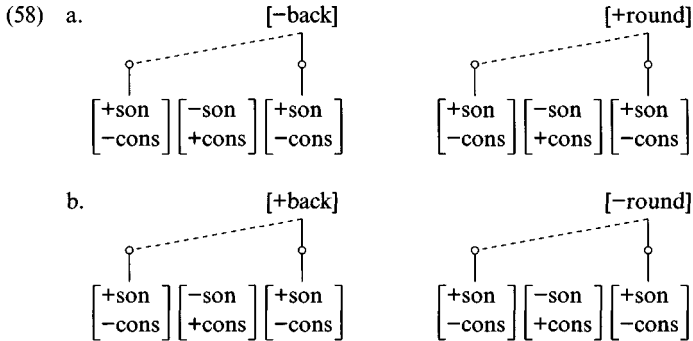 (58) a. [−back] [+round]
[+son [−son [+son [+son [−son [+son
−cons] +cons] −cons] −cons] +cons] −cons]
b. [+back] [−round]
[+son [−son [+son [+son [−son [+son
−cons] +cons] −cons] −cons] +cons] −cons]